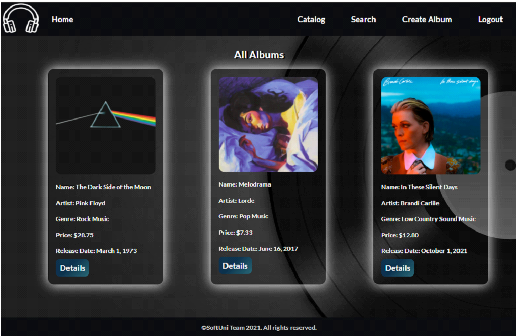 Home
Catalog
Search
Create Album
Logout
All Albums
Name: The Dark Side of the Moon
Artist: Pink Floyd
Genre: Rock Music
Price: $28.75
Release Date: March 1, 1973
Details
Name: Melodrama
Artist: Lorde
Genre: Pop Music
Price: $7.33
Release Date: June 16, 2017
Details
Brandi Carlile
In These Silent Days
Name: In These Silent Days
Artist: Brandi Carlile
Genre: Low Country Sound Music
Price: $12.80
Release Date: October 1, 2021
Details
©SoftUni Team 2021. All rights reserved.